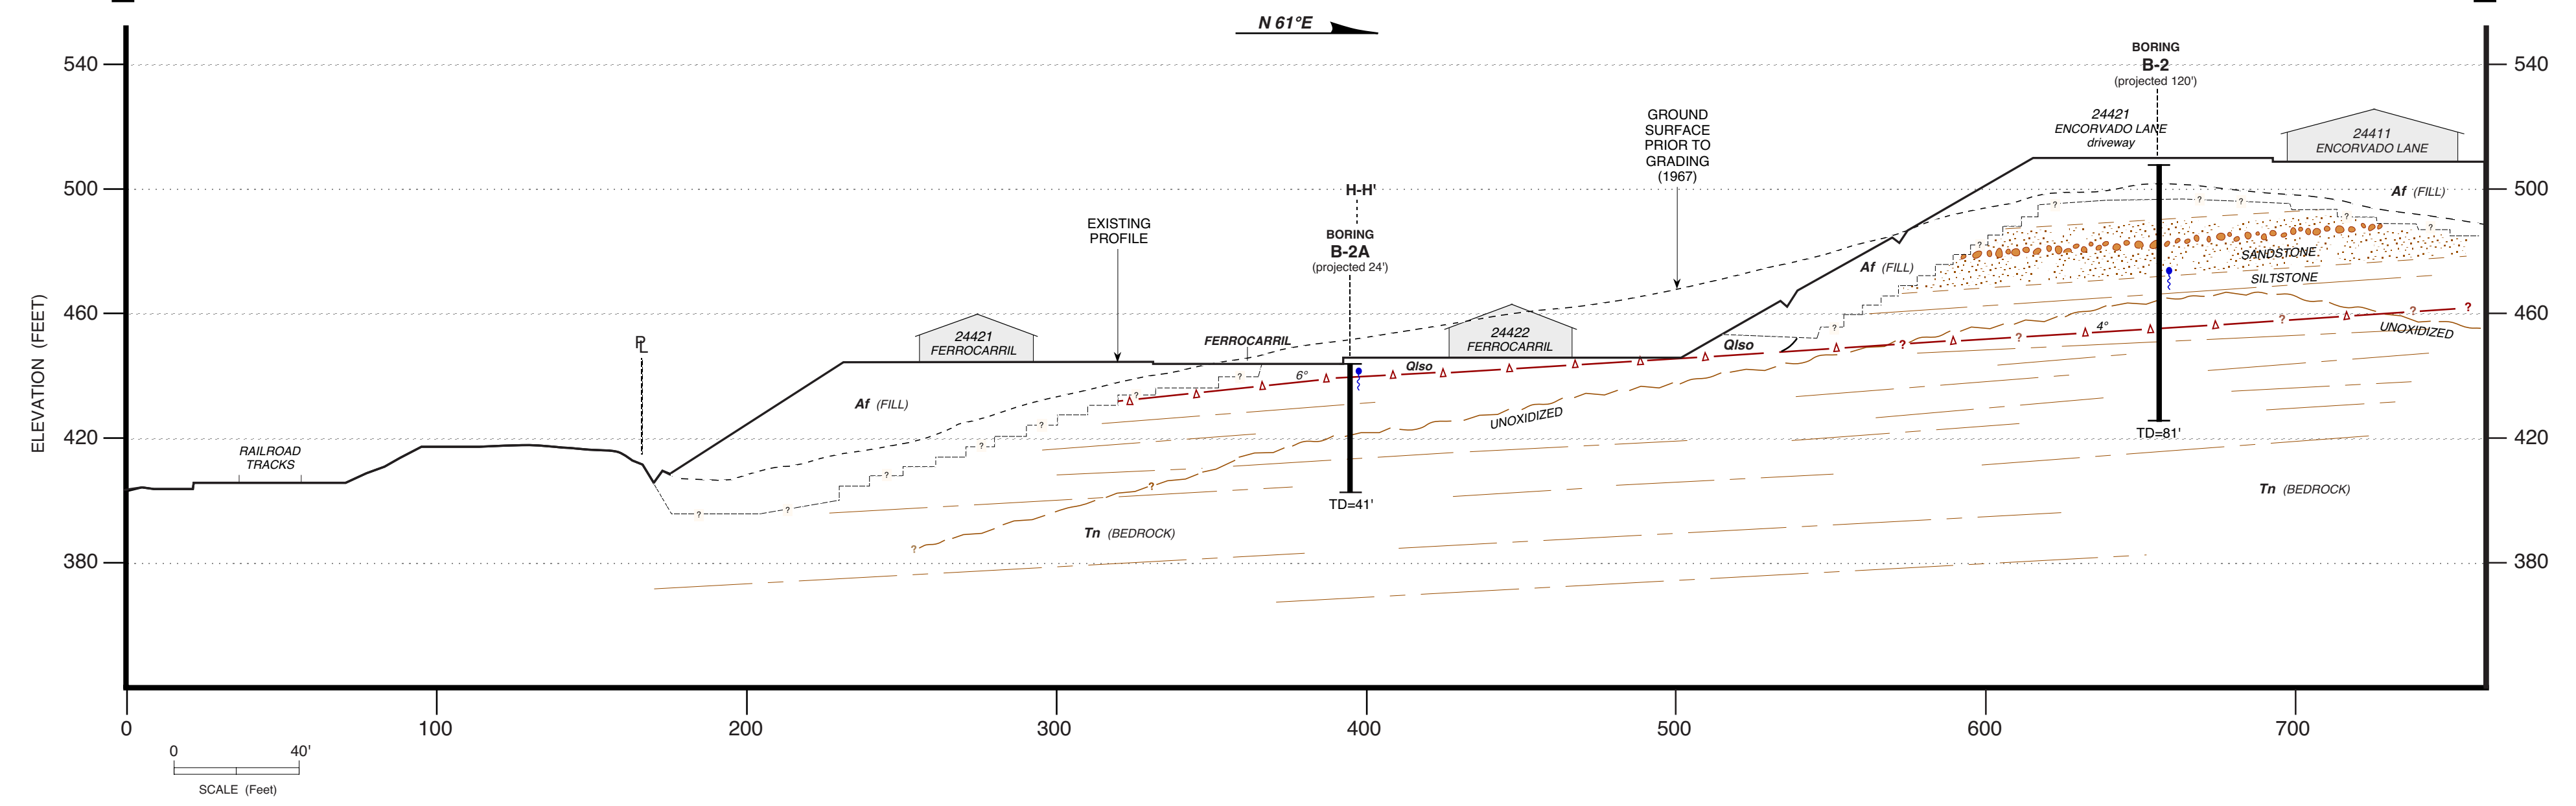 N 61°E
BORING
B-2
(projected 120')
540
540
24421
ENCORVADO LANE
driveway
24411
ENCORVADO LANE
GROUND
SURFACE
PRIOR TO
GRADING
(1967)
H-H'
500
500
Af (FILL)
EXISTING
PROFILE
BORING
B-2A
(projected 24')
Af (FILL)
SANDSTONE
SILTSTONE
ELEVATION (FEET)
460
460
PL
24421
FERROCARRIL
FERROCARRIL
24422
FERROCARRIL
Qlso
4°
UNOXIDIZED
6°
Qlso
Af (FILL)
UNOXIDIZED
420
420
TD=81'
RAILROAD
TRACKS
TD=41'
Tn (BEDROCK)
Tn (BEDROCK)
380
380
0
100
200
300
400
500
600
700
0
40'
SCALE (Feet)